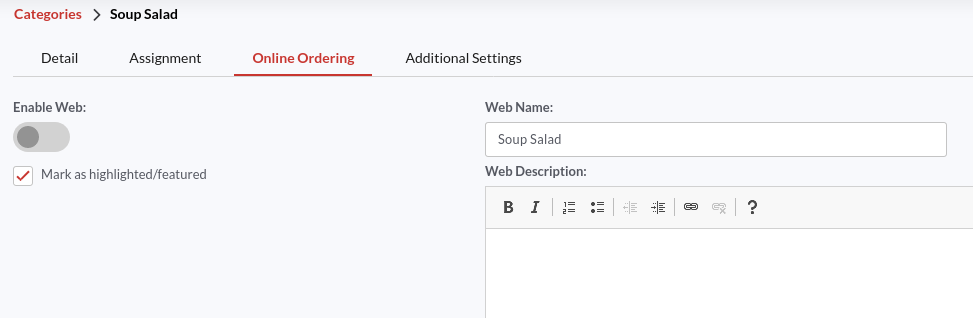 Categories > Soup Salad
Detail Assignment Online Ordering Additional Settings
Enable Web:
Mark as highlighted/featured
Web Name:
Soup Salad
Web Description:
B I ?